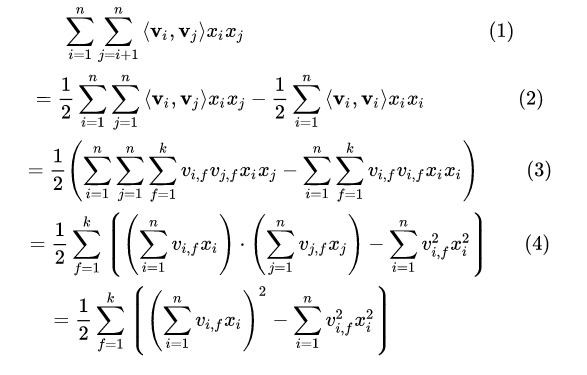 \sum_{i=1}^{n} \sum_{j=i+1}^{n} \langle \mathbf{v}_i, \mathbf{v}_j \rangle x_i x_j \quad (1)
= \frac{1}{2} \sum_{i=1}^{n} \sum_{j=1}^{n} \langle \mathbf{v}_i, \mathbf{v}_j \rangle x_i x_j - \frac{1}{2} \sum_{i=1}^{n} \langle \mathbf{v}_i, \mathbf{v}_i \rangle x_i x_i \quad (2)
= \frac{1}{2} \left( \sum_{i=1}^{n} \sum_{j=1}^{n} \sum_{f=1}^{k} v_{i,f} v_{j,f} x_i x_j - \sum_{i=1}^{n} \sum_{f=1}^{k} v_{i,f} v_{i,f} x_i x_i \right) \quad (3)
= \frac{1}{2} \sum_{f=1}^{k} \left[ \left( \sum_{i=1}^{n} v_{i,f} x_i \right) \cdot \left( \sum_{j=1}^{n} v_{j,f} x_j \right) - \sum_{i=1}^{n} v_{i,f}^2 x_i^2 \right] \quad (4)
= \frac{1}{2} \sum_{f=1}^{k} \left[ \left( \sum_{i=1}^{n} v_{i,f} x_i \right)^2 - \sum_{i=1}^{n} v_{i,f}^2 x_i^2 \right]